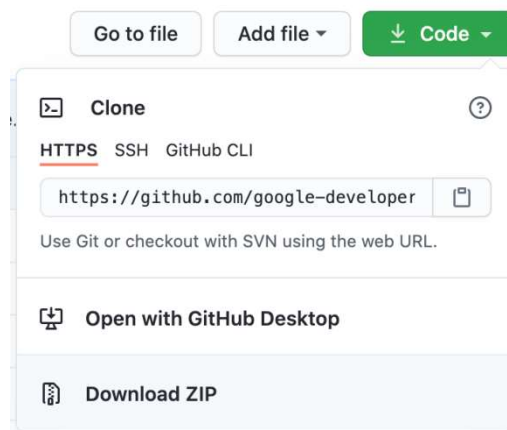 Go to file Add file Code
Clone
HTTPS SSH GitHub CLI
https://github.com/google-developer
Use Git or checkout with SVN using the web URL.
Open with GitHub Desktop
Download ZIP